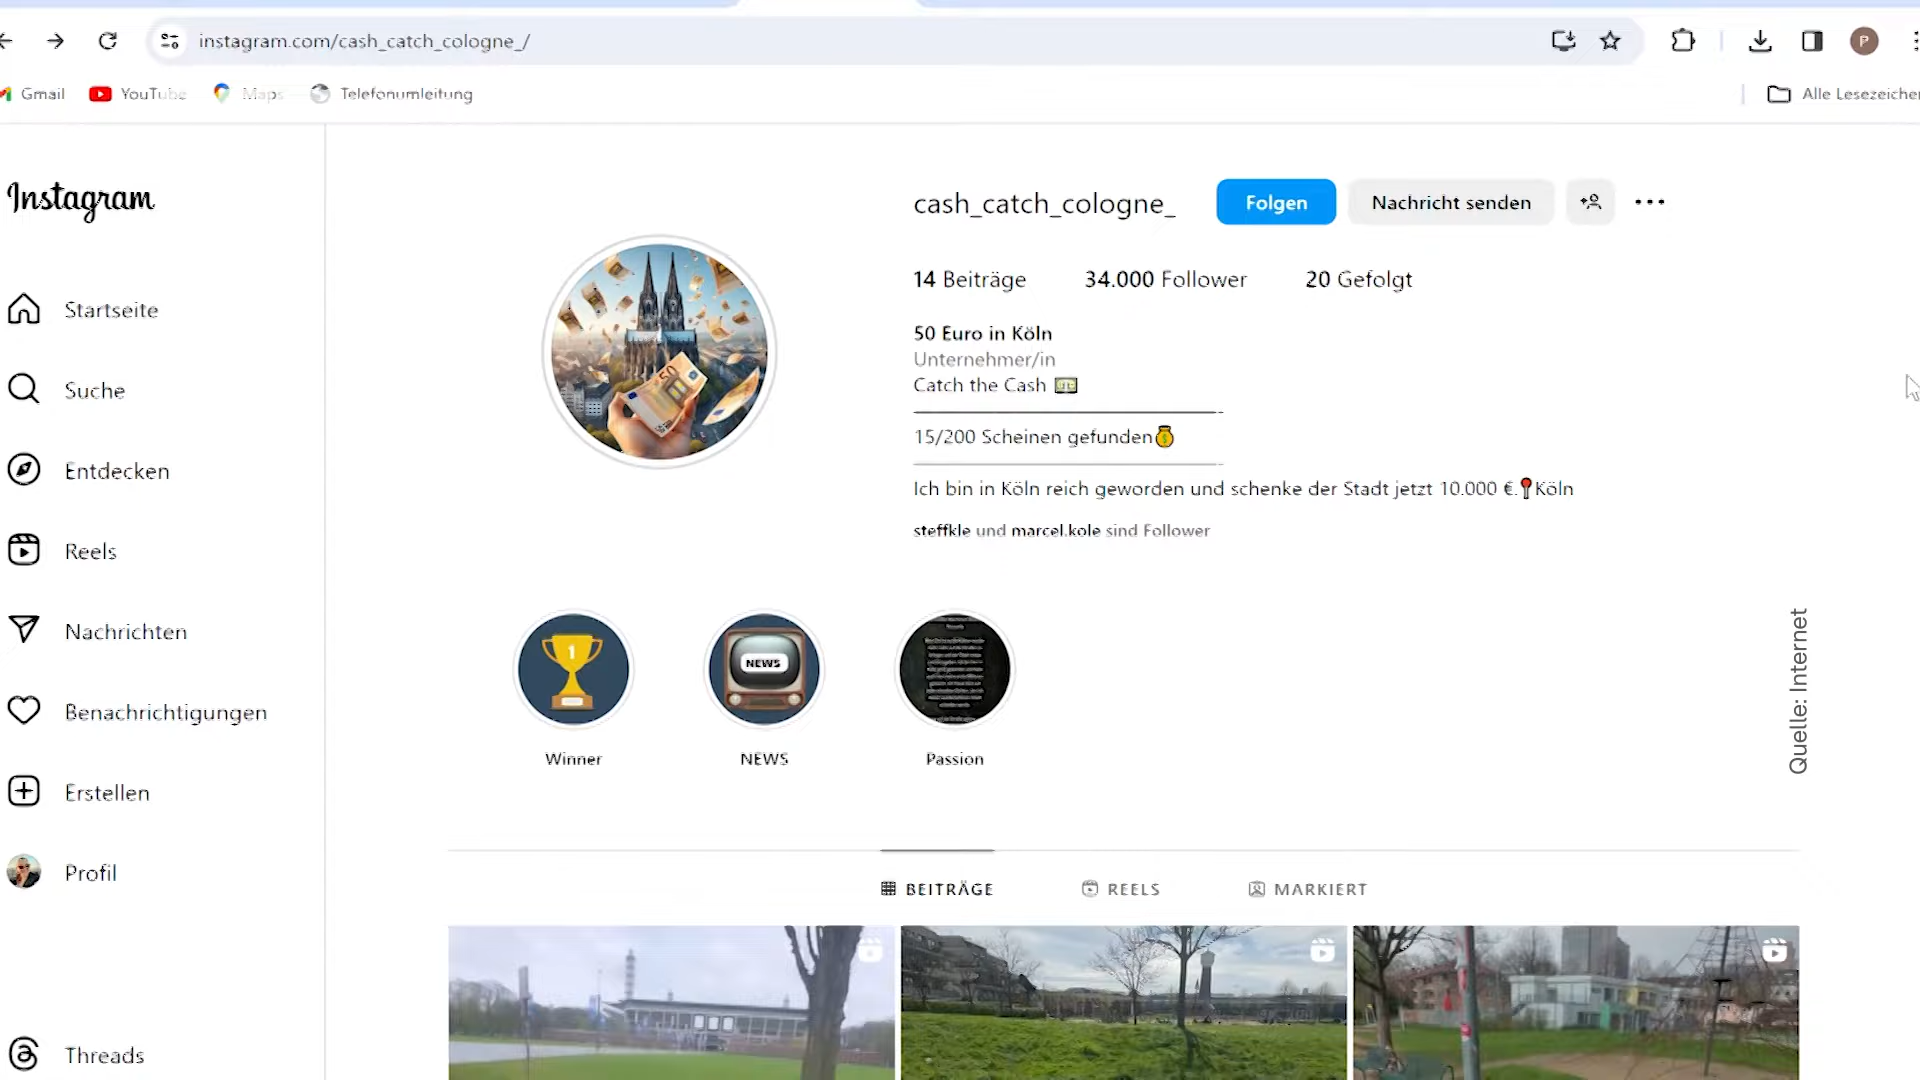 instagram.com/cash_catch_cologne_/
P
Gmail
YouTube
Maps
Telefonumleitung
Alle Lesezeichen
Instagram
cash_catch_cologne_
Folgen
Nachricht senden
14 Beiträge
34.000 Follower
20 Gefolgt
50 Euro in Köln
Unternehmer/in
Catch the Cash 💵
15/200 Scheinen gefunden💰
Ich bin in Köln reich geworden und schenke der Stadt jetzt 10.000 €.📍Köln
steffkle und marcel.kole sind Follower
Startseite
Suche
Entdecken
Reels
Nachrichten
Benachrichtigungen
Erstellen
Profil
Threads
50
1
NEWS
Winner
NEWS
Passion
Quelle: Internet
BEITRÄGE
REELS
MARKIERT